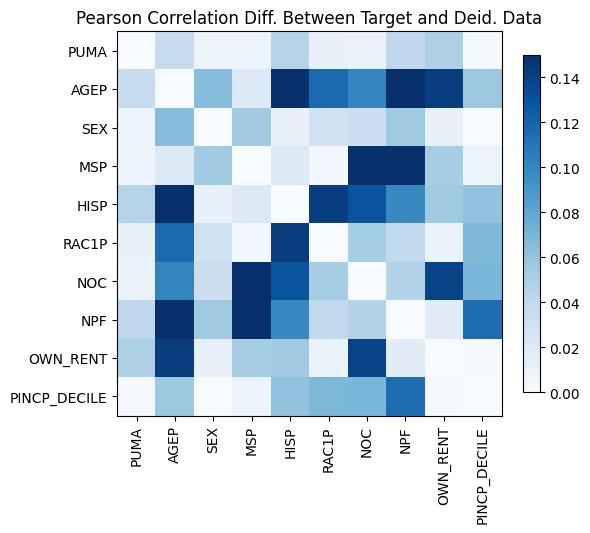 Pearson Correlation Diff. Between Target and Deid. Data
PUMA
AGEP
SEX
MSP
HISP
RAC1P
NOC
NPF
OWN_RENT
PINCP_DECILE
PUMA
AGEP
SEX
MSP
HISP
RAC1P
NOC
NPF
OWN_RENT
PINCP_DECILE
0.14
0.12
0.10
0.08
0.06
0.04
0.02
0.00